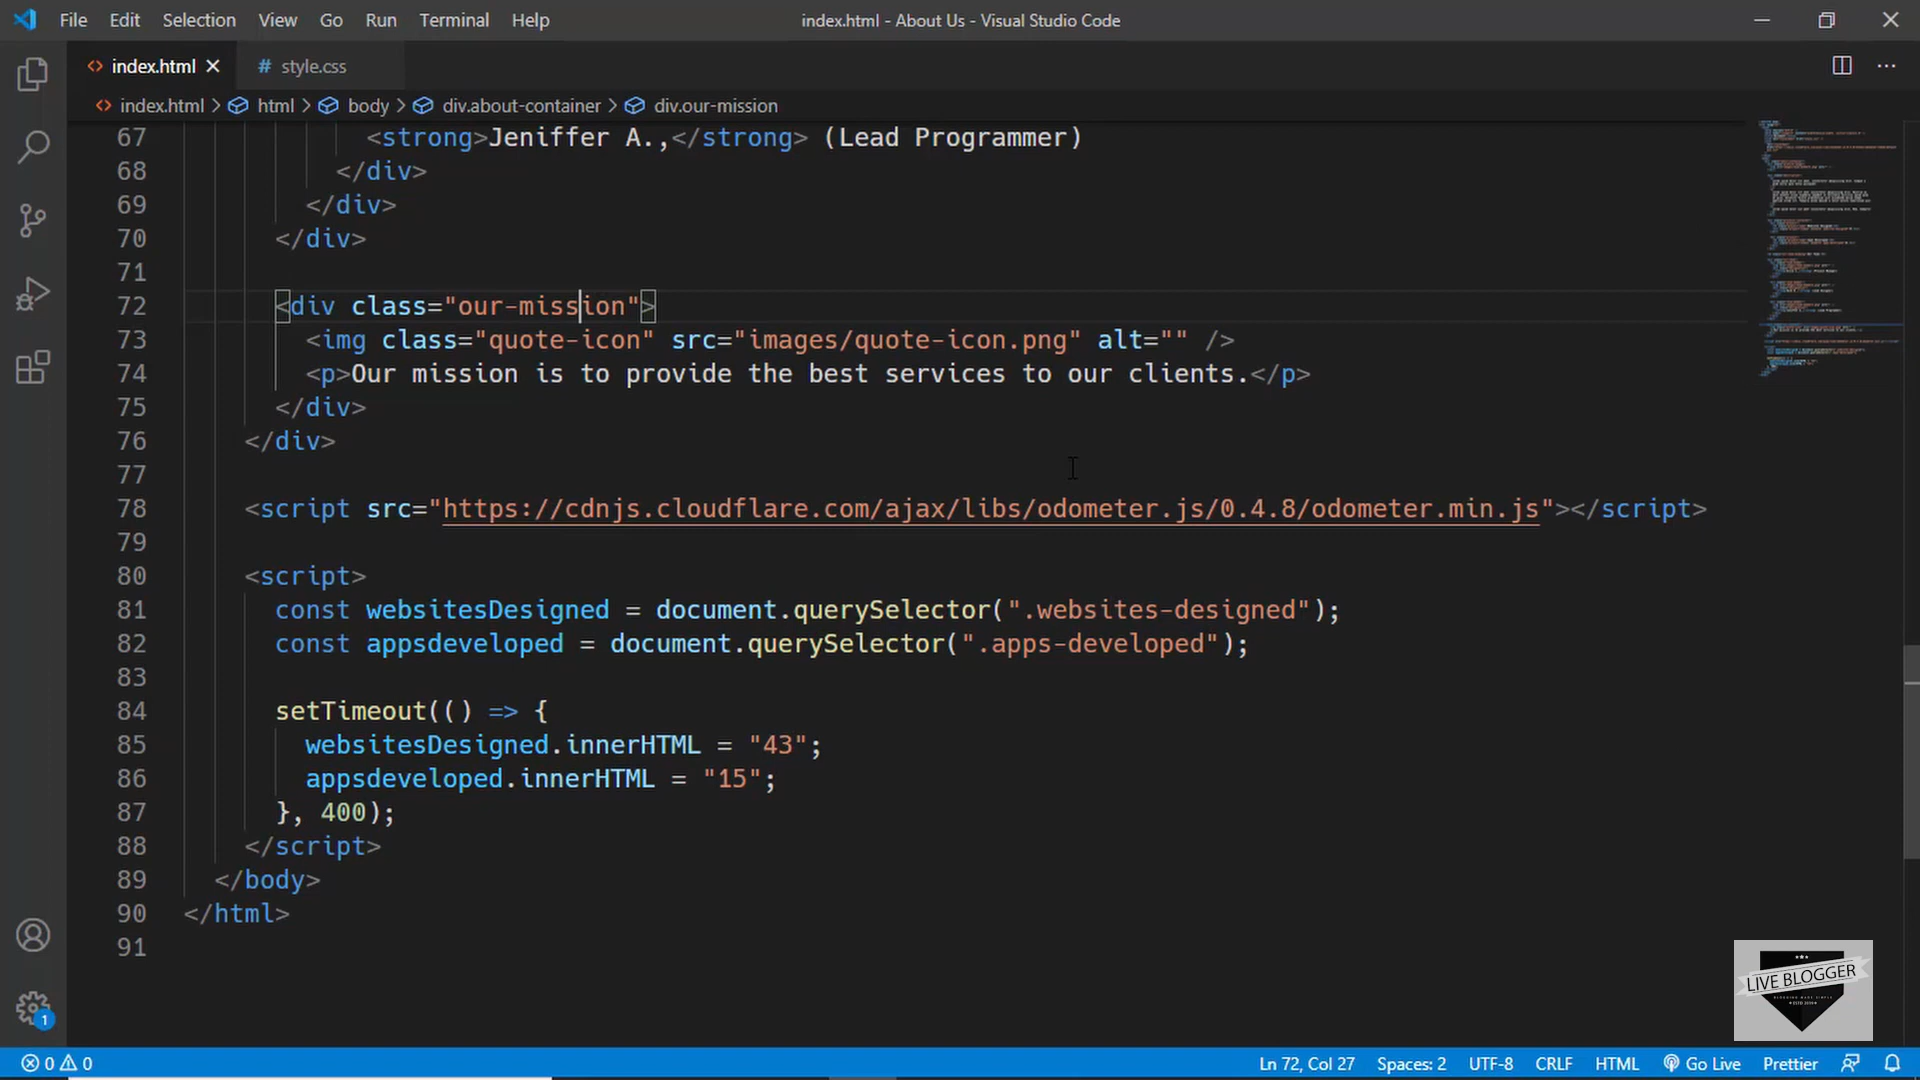 File Edit Selection View Go Run Terminal Help index.html - About Us - Visual Studio Code
index.html style.css
index.html > html > body > div.about-container > div.our-mission
67 <strong>Jeniffer A.,</strong> (Lead Programmer)
68 </div>
69 </div>
70 </div>
71
72 <div class="our-mission">
73 <img class="quote-icon" src="images/quote-icon.png" alt="" />
74 <p>Our mission is to provide the best services to our clients.</p>
75 </div>
76 </div>
77
78 <script src="https://cdnjs.cloudflare.com/ajax/libs/odometer.js/0.4.8/odometer.min.js"></script>
79
80 <script>
81 const websitesDesigned = document.querySelector(".websites-designed");
82 const appsdeveloped = document.querySelector(".apps-developed");
83
84 setTimeout(() => {
85 websitesDesigned.innerHTML = "43";
86 appsdeveloped.innerHTML = "15";
87 }, 400);
88 </script>
89 </body>
90 </html>
91
LIVE BLOGGER
1
0 0 Ln 72, Col 27 Spaces: 2 UTF-8 CRLF HTML Go Live Prettier